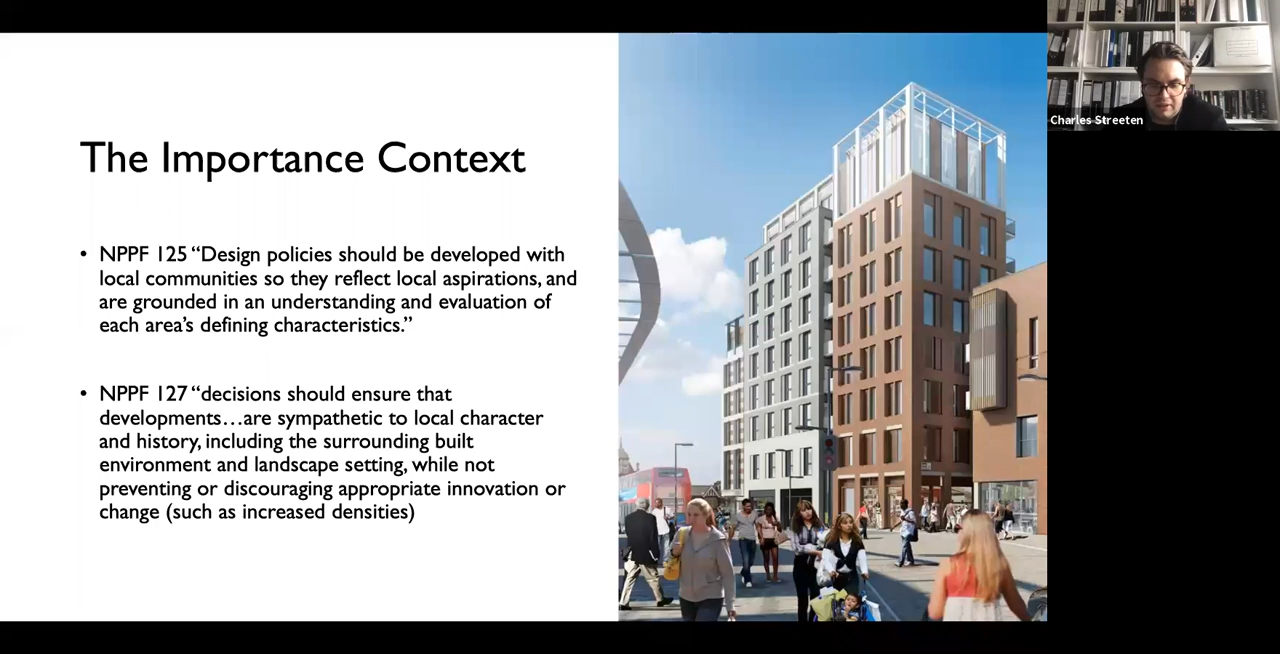 The Importance Context
• NPPF 125 “Design policies should be developed with
local communities so they reflect local aspirations, and
are grounded in an understanding and evaluation of
each area’s defining characteristics.”
• NPPF 127 “decisions should ensure that
developments…are sympathetic to local character
and history, including the surrounding built
environment and landscape setting, while not
preventing or discouraging appropriate innovation or
change (such as increased densities)
Charles Streeten